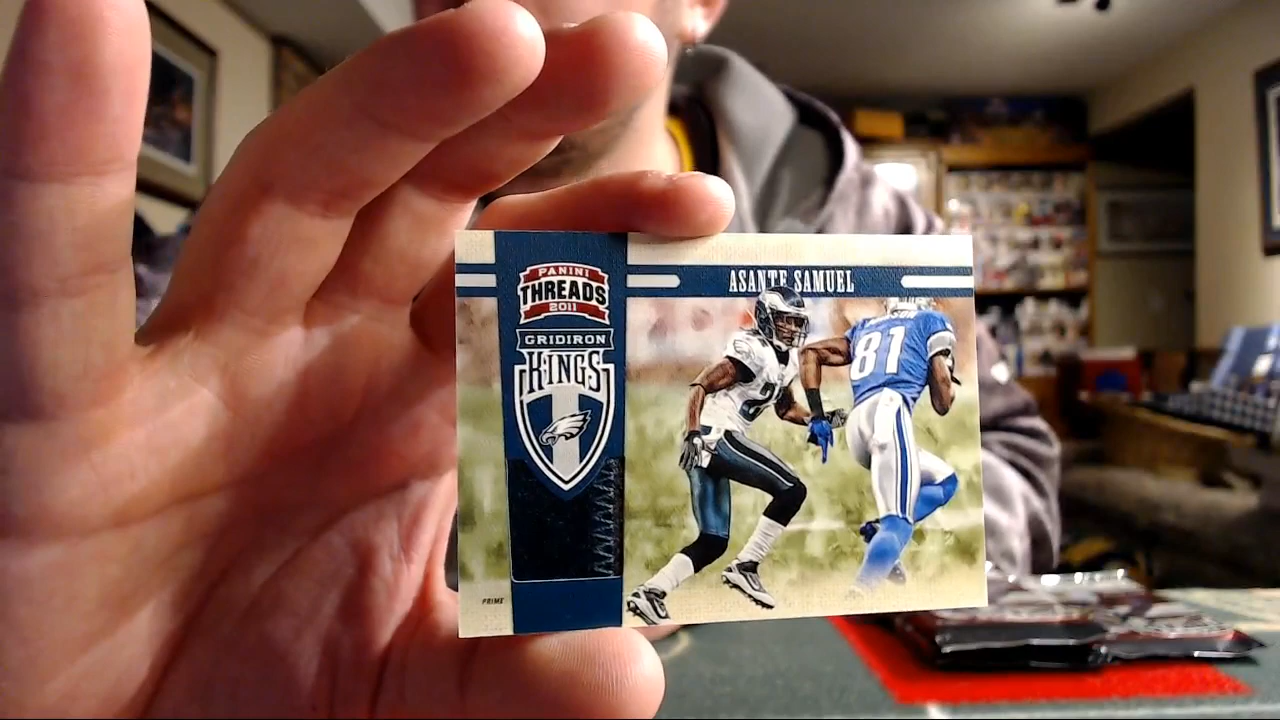 PANINI
THREADS
2011
GRIDIRON
KINGS
ASANTE SAMUEL
81
PRIME